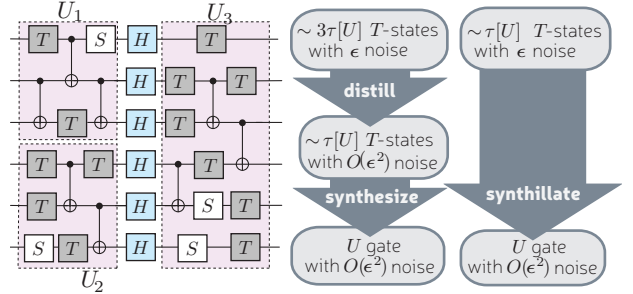 U₁
U₃
T S H T
H T T T
T H T
T T H T
T H S T
S T H S T
U₂
∼ 3τ[U] T-states
with ϵ noise
distill
∼ τ[U] T-states
with O(ϵ²) noise
synthesize
U gate
with O(ϵ²) noise
∼ τ[U] T-states
with ϵ noise
synthillate
U gate
with O(ϵ²) noise